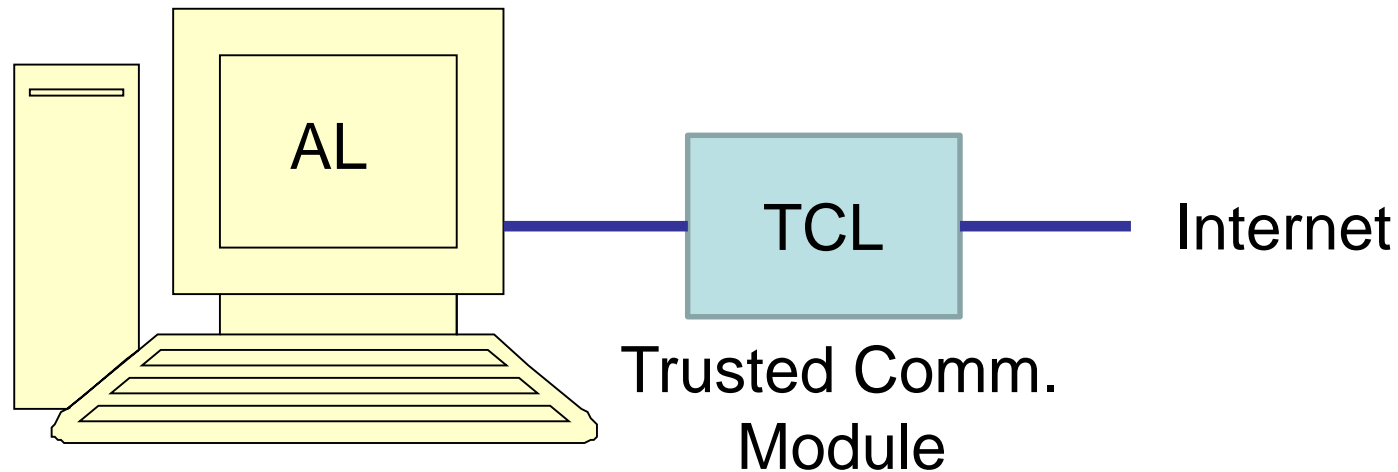 AL
TCL
Internet
Trusted Comm.
Module